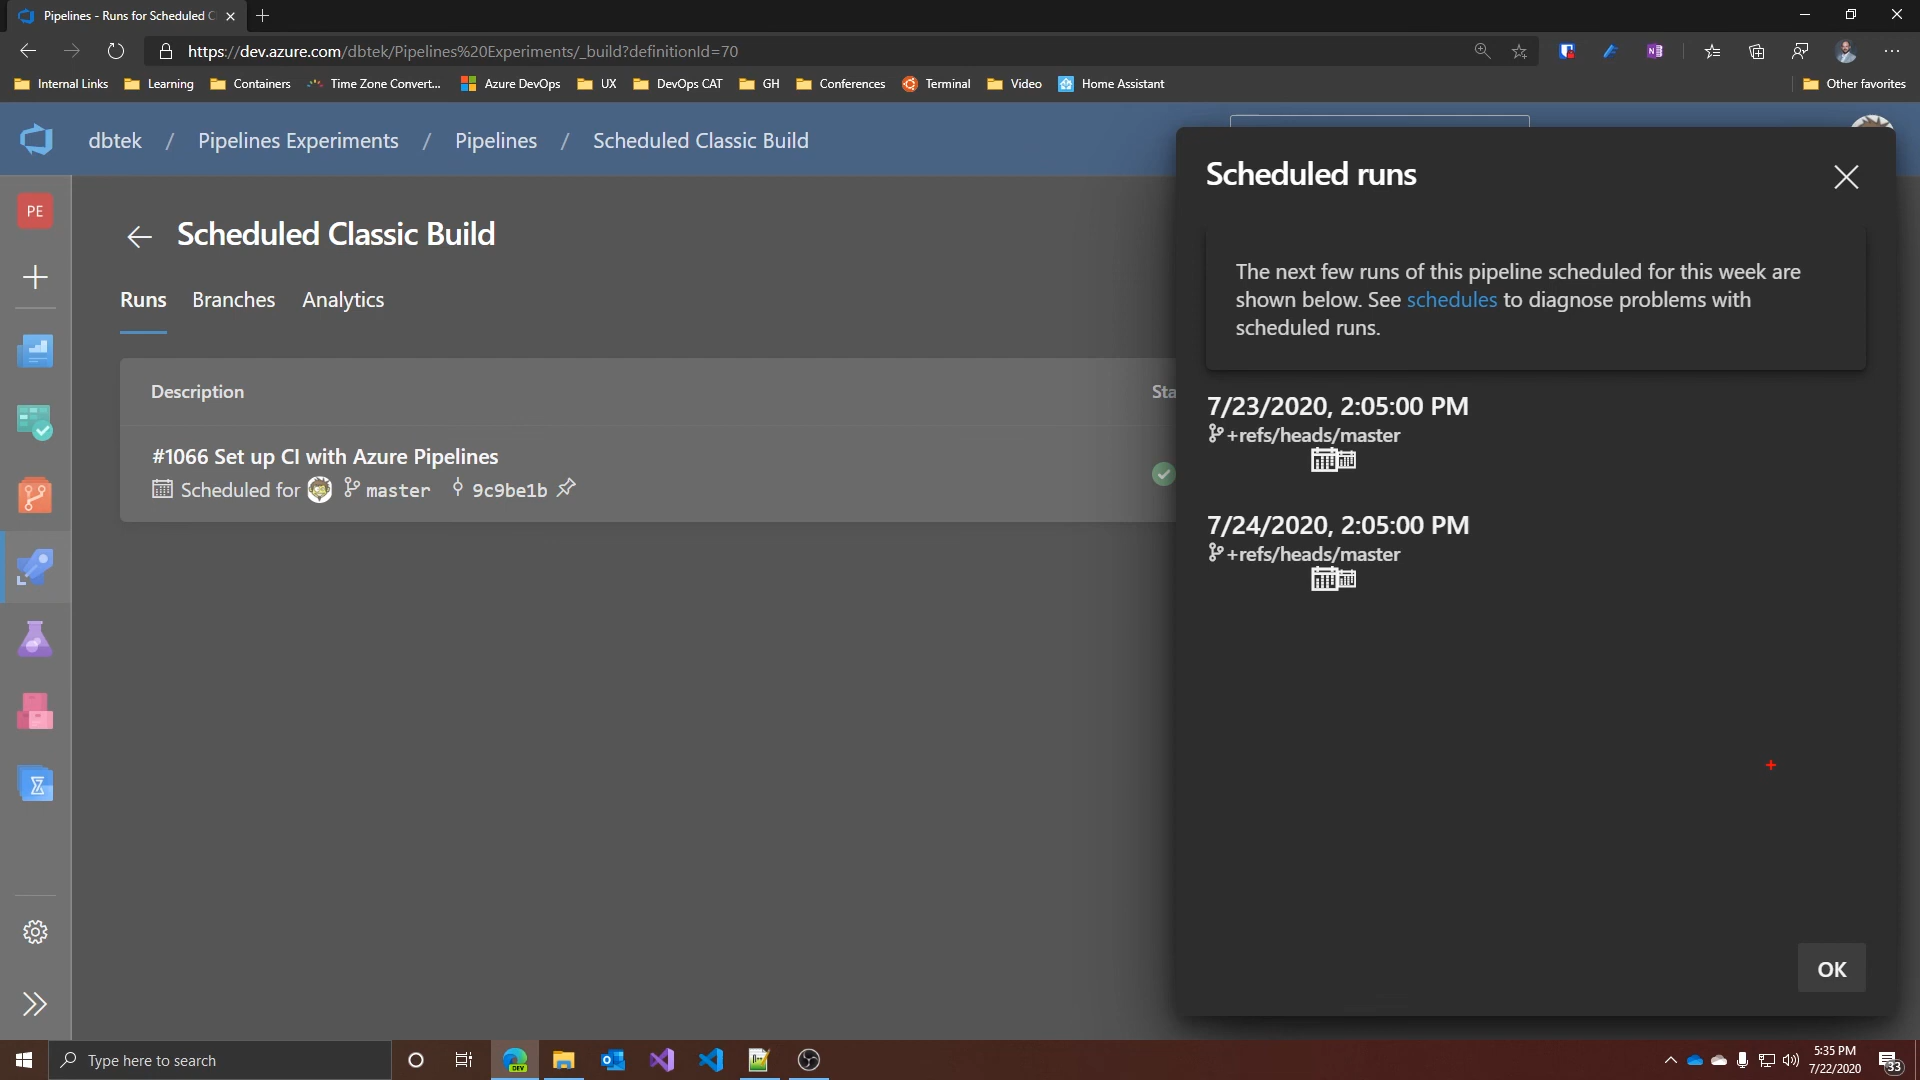 Pipelines - Runs for Scheduled C
https://dev.azure.com/dbtek/Pipelines%20Experiments/_build?definitionId=70
Internal Links
Learning
Containers
Time Zone Convert...
Azure DevOps
UX
DevOps CAT
GH
Conferences
Terminal
Video
Home Assistant
Other favorites
dbtek / Pipelines Experiments / Pipelines / Scheduled Classic Build
PE
Scheduled Classic Build
Runs Branches Analytics
Description
Sta
#1066 Set up CI with Azure Pipelines
Scheduled for master 9c9be1b
Scheduled runs
The next few runs of this pipeline scheduled for this week are
shown below. See schedules to diagnose problems with
scheduled runs.
7/23/2020, 2:05:00 PM
+refs/heads/master
7/24/2020, 2:05:00 PM
+refs/heads/master
OK
Type here to search
DEV
5:35 PM
7/22/2020
33